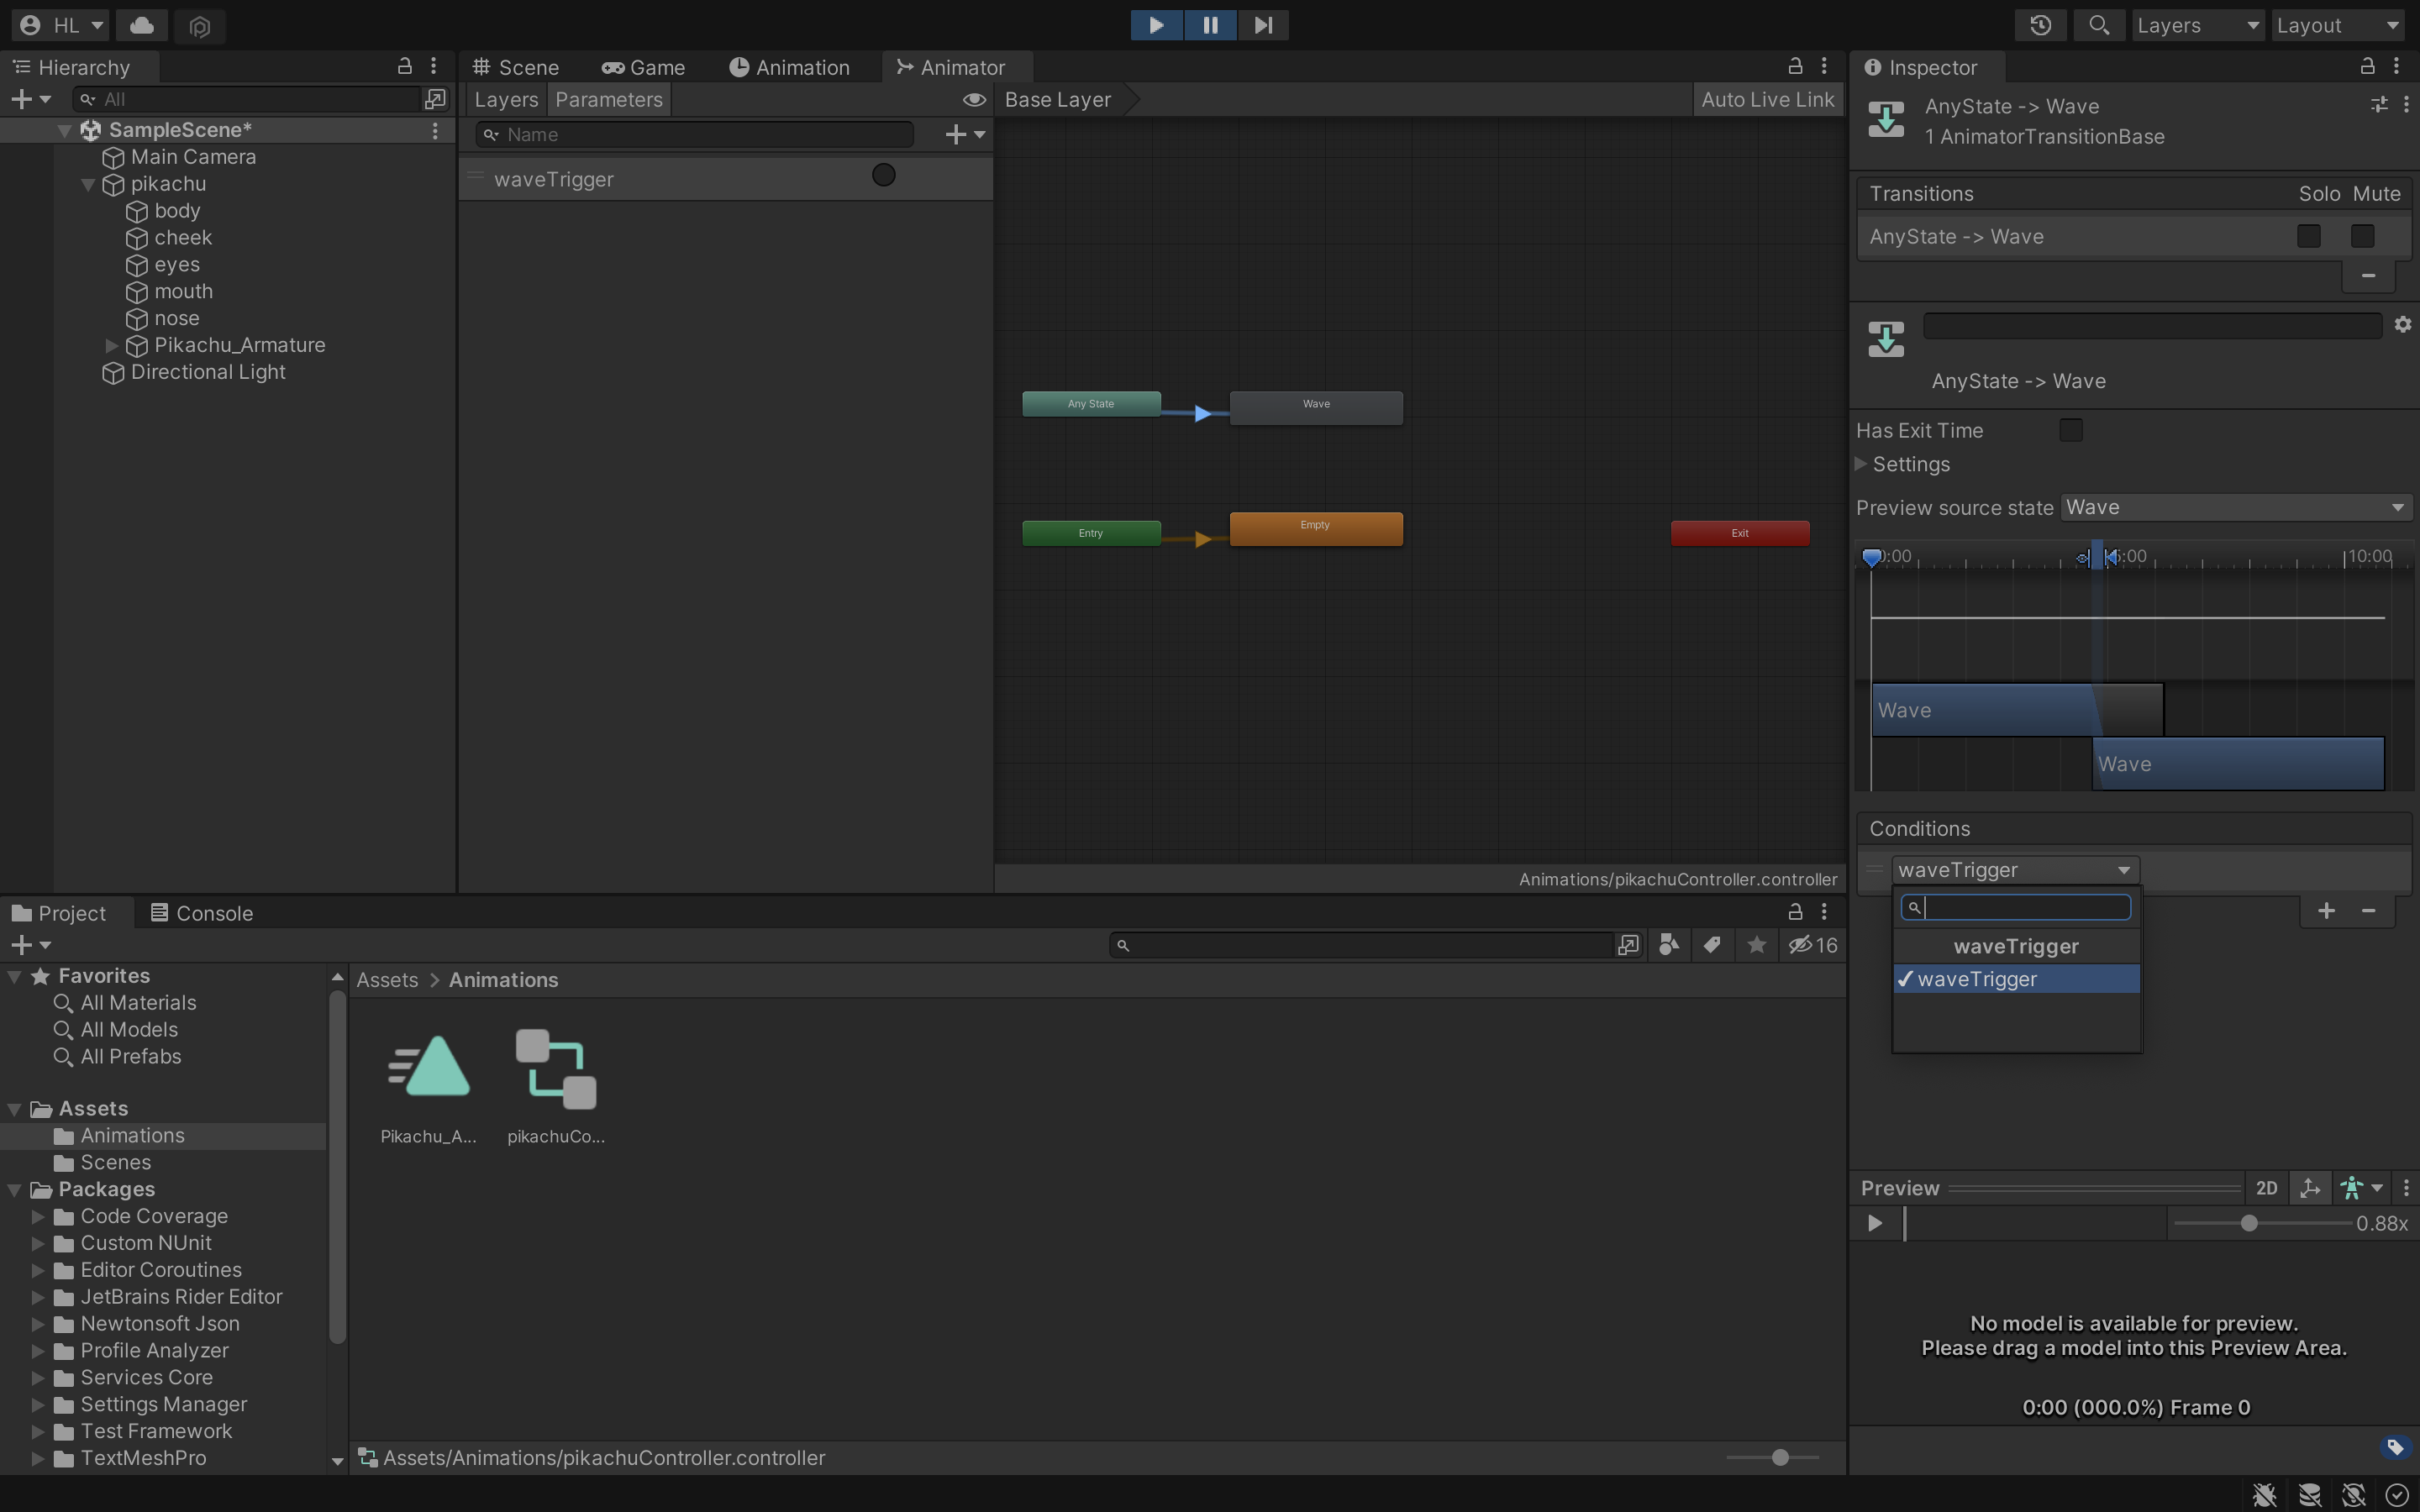 HL
Layers
Layout
Hierarchy
All
SampleScene*
Main Camera
pikachu
body
cheek
eyes
mouth
nose
Pikachu_Armature
Directional Light
Scene
Game
Animation
Animator
Layers
Parameters
Base Layer
Auto Live Link
Name
waveTrigger
Any State
Wave
Entry
Empty
Exit
Animations/pikachuController.controller
Inspector
AnyState -> Wave
1 AnimatorTransitionBase
Transitions
Solo
Mute
AnyState -> Wave
AnyState -> Wave
Has Exit Time
Settings
Preview source state
Wave
:00
:00
10:00
Wave
Wave
Conditions
waveTrigger
waveTrigger
waveTrigger
Preview
2D
0.88x
No model is available for preview.
Please drag a model into this Preview Area.
0:00 (000.0%) Frame 0
Project
Console
16
Favorites
All Materials
All Models
All Prefabs
Assets
Animations
Scenes
Packages
Code Coverage
Custom NUnit
Editor Coroutines
JetBrains Rider Editor
Newtonsoft Json
Profile Analyzer
Services Core
Settings Manager
Test Framework
TextMeshPro
Assets > Animations
Pikachu_A...
pikachuCo...
Assets/Animations/pikachuController.controller